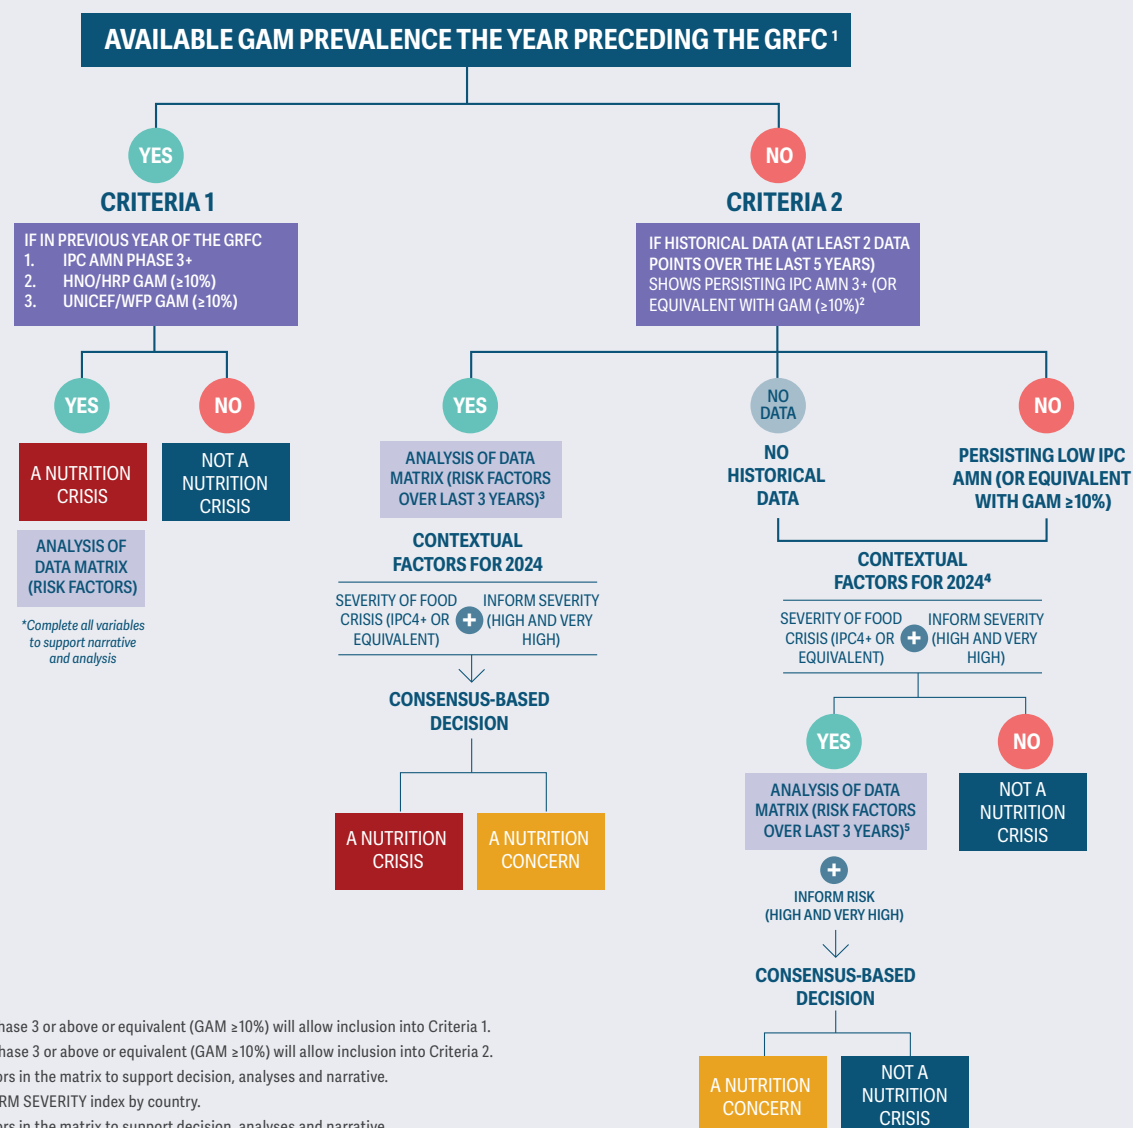 AVAILABLE GAM PREVALENCE THE YEAR PRECEDING THE GRFC ¹
YES
NO
CRITERIA 1
CRITERIA 2
IF IN PREVIOUS YEAR OF THE GRFC
1. IPC AMN PHASE 3+
2. HNO/HRP GAM (≥10%)
3. UNICEF/WFP GAM (≥10%)
IF HISTORICAL DATA (AT LEAST 2 DATA
POINTS OVER THE LAST 5 YEARS)
SHOWS PERSISTING IPC AMN 3+ (OR
EQUIVALENT WITH GAM (≥10%)²
YES
NO
A NUTRITION
CRISIS
NOT A
NUTRITION
CRISIS
ANALYSIS OF
DATA MATRIX
(RISK FACTORS)
*Complete all variables
to support narrative
and analysis
YES
ANALYSIS OF DATA
MATRIX (RISK FACTORS
OVER LAST 3 YEARS)³
CONTEXTUAL
FACTORS FOR 2024
SEVERITY OF FOOD
CRISIS (IPC4+ OR
EQUIVALENT)
+
INFORM SEVERITY
(HIGH AND VERY
HIGH)
CONSENSUS-BASED
DECISION
A NUTRITION
CRISIS
A NUTRITION
CONCERN
NO
DATA
NO
HISTORICAL
DATA
NO
PERSISTING LOW IPC
AMN (OR EQUIVALENT
WITH GAM ≥10%)
CONTEXTUAL
FACTORS FOR 2024⁴
SEVERITY OF FOOD
CRISIS (IPC4+ OR
EQUIVALENT)
+
INFORM SEVERITY
(HIGH AND VERY
HIGH)
YES
NO
ANALYSIS OF DATA
MATRIX (RISK FACTORS
OVER LAST 3 YEARS)⁵
NOT A
NUTRITION
CRISIS
+
INFORM RISK
(HIGH AND VERY HIGH)
CONSENSUS-BASED
DECISION
A NUTRITION
CONCERN
NOT A
NUTRITION
CRISIS
hase 3 or above or equivalent (GAM ≥10%) will allow inclusion into Criteria 1.
hase 3 or above or equivalent (GAM ≥10%) will allow inclusion into Criteria 2.
ors in the matrix to support decision, analyses and narrative.
RM SEVERITY index by country.
ors in the matrix to support decision, analyses and narrative